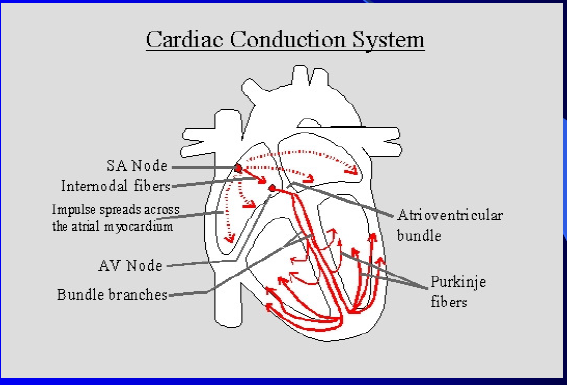 Cardiac Conduction System
SA Node
Internodal fibers
Impulse spreads across
the atrial myocardium
AV Node
Bundle branches
Atrioventricular
bundle
Purkinje
fibers